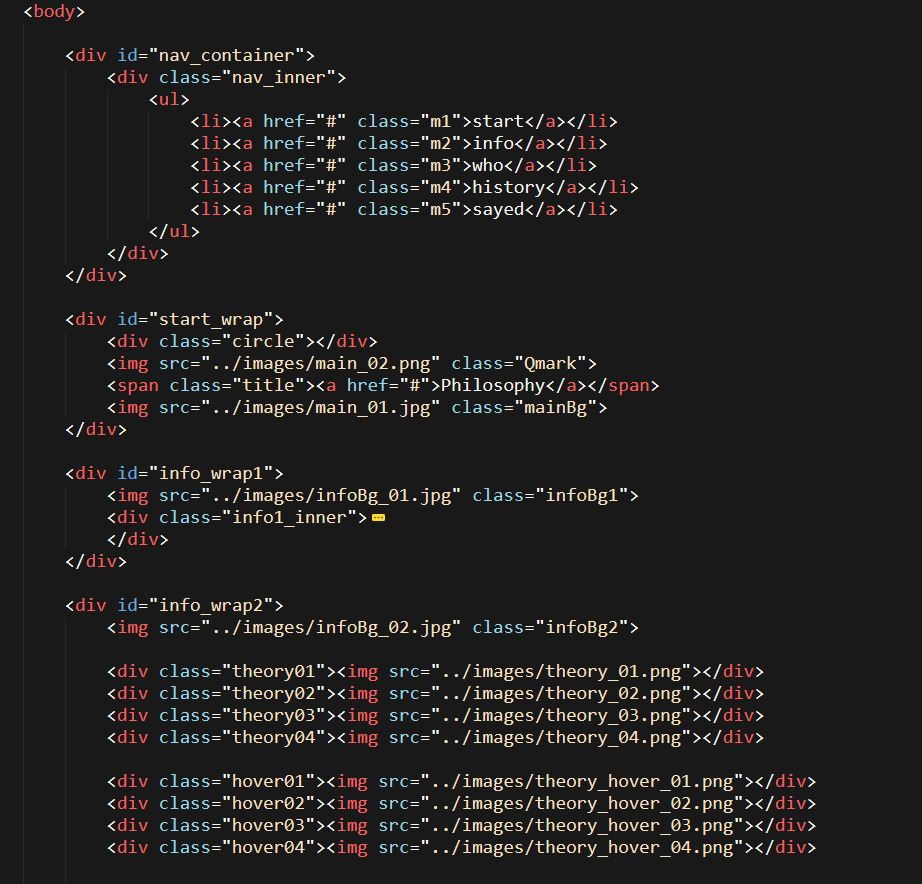 <body>
<div id="nav_container">
<div class="nav_inner">
<ul>
<li><a href="#" class="m1">start</a></li>
<li><a href="#" class="m2">info</a></li>
<li><a href="#" class="m3">who</a></li>
<li><a href="#" class="m4">history</a></li>
<li><a href="#" class="m5">sayed</a></li>
</ul>
</div>
</div>
<div id="start_wrap">
<div class="circle"></div>
<img src="../images/main_02.png" class="Qmark">
<span class="title"><a href="#">Philosophy</a></span>
<img src="../images/main_01.jpg" class="mainBg">
</div>
<div id="info_wrap1">
<img src="../images/infoBg_01.jpg" class="infoBg1">
<div class="info1_inner">
</div>
</div>
<div id="info_wrap2">
<img src="../images/infoBg_02.jpg" class="infoBg2">
<div class="theory01"><img src="../images/theory_01.png"></div>
<div class="theory02"><img src="../images/theory_02.png"></div>
<div class="theory03"><img src="../images/theory_03.png"></div>
<div class="theory04"><img src="../images/theory_04.png"></div>
<div class="hover01"><img src="../images/theory_hover_01.png"></div>
<div class="hover02"><img src="../images/theory_hover_02.png"></div>
<div class="hover03"><img src="../images/theory_hover_03.png"></div>
<div class="hover04"><img src="../images/theory_hover_04.png"></div>